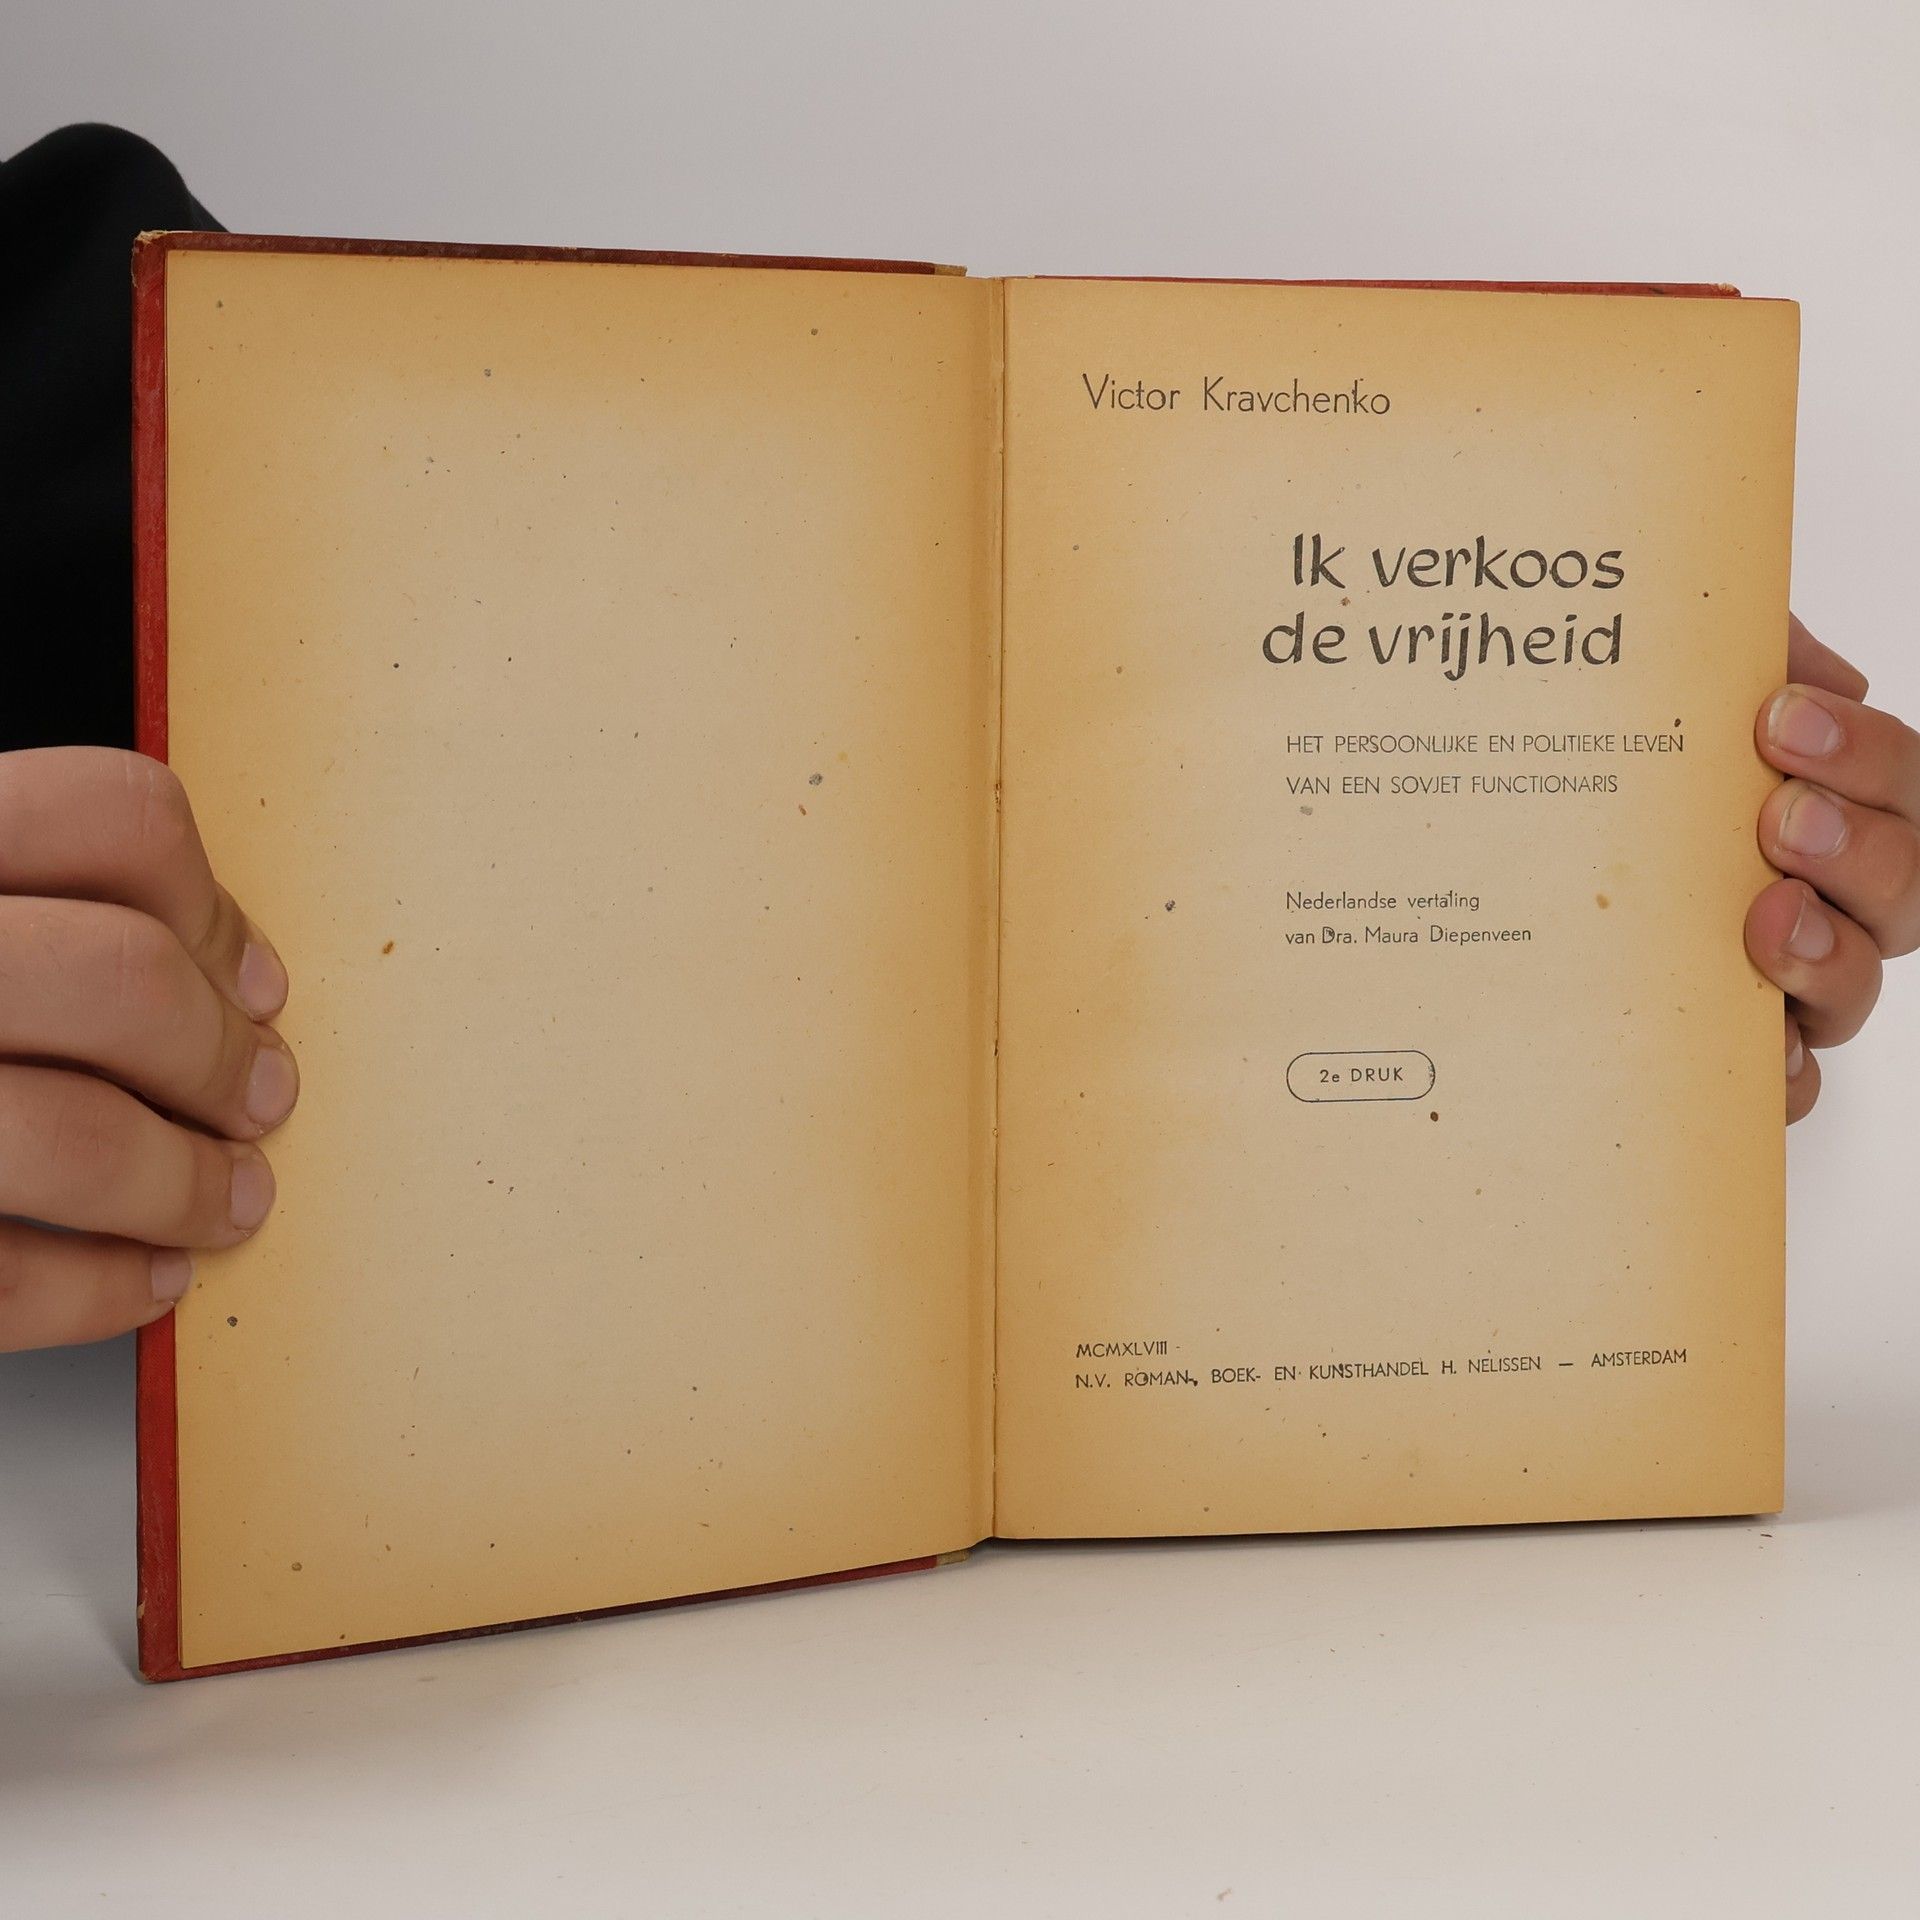 Victor Kravchenko
Ik verkoos
de vrijheid
HET PERSOONLIJKE EN POLITIEKE LEVEN
VAN EEN SOVJET FUNCTIONARIS
Nederlandse vertaling
van Dra. Maura Diepenveen
2e DRUK
MCMXLVIII
N.V. ROMAN-, BOEK- EN KUNSTHANDEL H. NELISSEN — AMSTERDAM